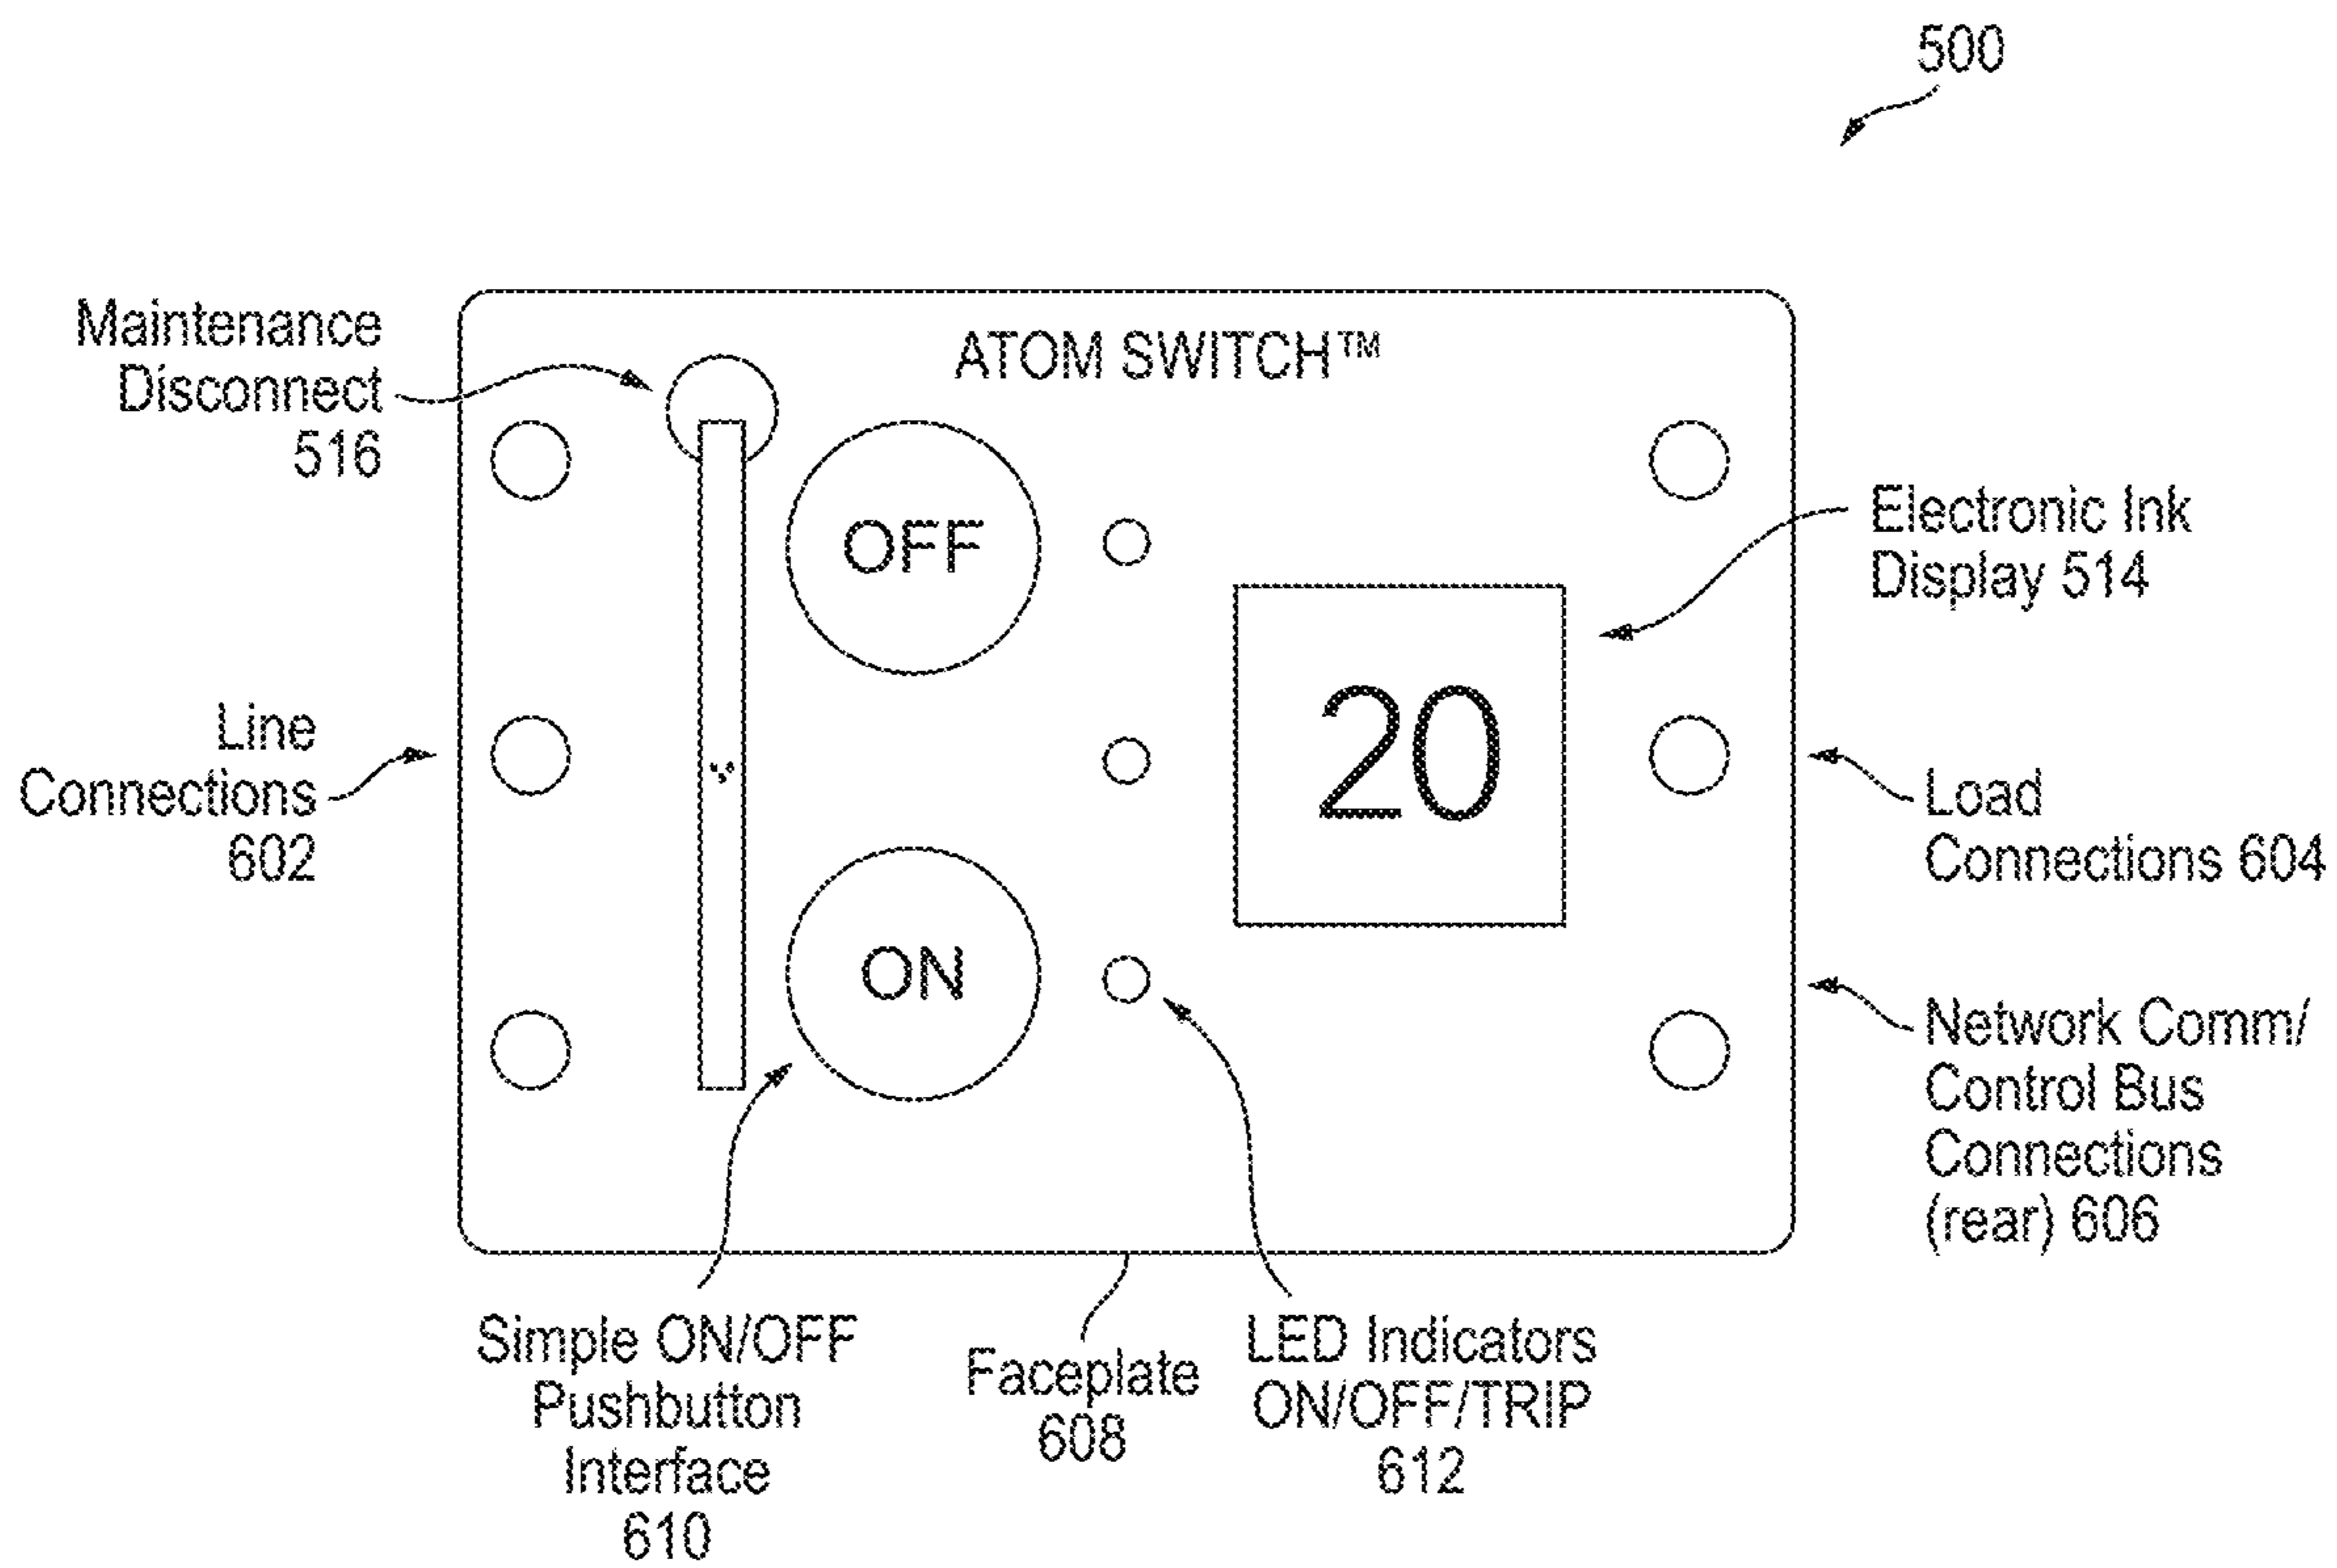 500
Maintenance
Disconnect
516
ATOM SWITCH™
OFF
Electronic Ink
Display 514
20
Line
Connections
602
Load
Connections 604
ON
Network Comm/
Control Bus
Connections
(rear) 606
Simple ON/OFF
Pushbutton
Interface
610
Faceplate
608
LED Indicators
ON/OFF/TRIP
612